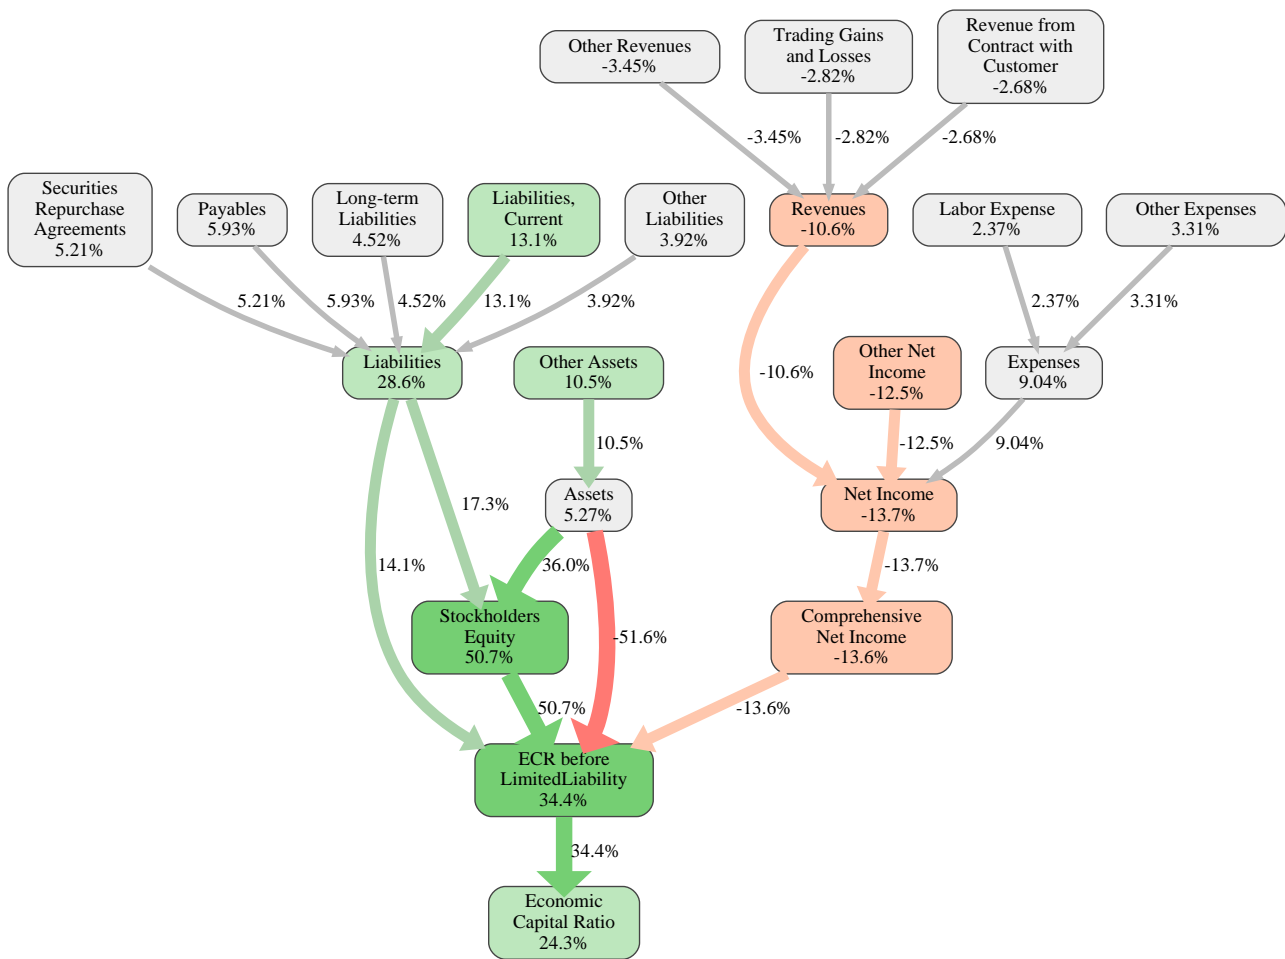 Other Revenues
-3.45%
Trading Gains
and Losses
-2.82%
Revenue from
Contract with
Customer
-2.68%
-3.45%
-2.82%
-2.68%
Securities
Repurchase
Agreements
5.21%
Payables
5.93%
Long-term
Liabilities
4.52%
Liabilities,
Current
13.1%
Other
Liabilities
3.92%
Revenues
-10.6%
Labor Expense
2.37%
Other Expenses
3.31%
5.21%
5.93%
4.52%
13.1%
3.92%
2.37%
3.31%
Liabilities
28.6%
Other Assets
10.5%
-10.6%
Other Net
Income
-12.5%
Expenses
9.04%
10.5%
-12.5%
9.04%
Assets
5.27%
Net Income
-13.7%
17.3%
14.1%
36.0%
-13.7%
Stockholders
Equity
50.7%
-51.6%
Comprehensive
Net Income
-13.6%
50.7%
-13.6%
ECR before
LimitedLiability
34.4%
34.4%
Economic
Capital Ratio
24.3%